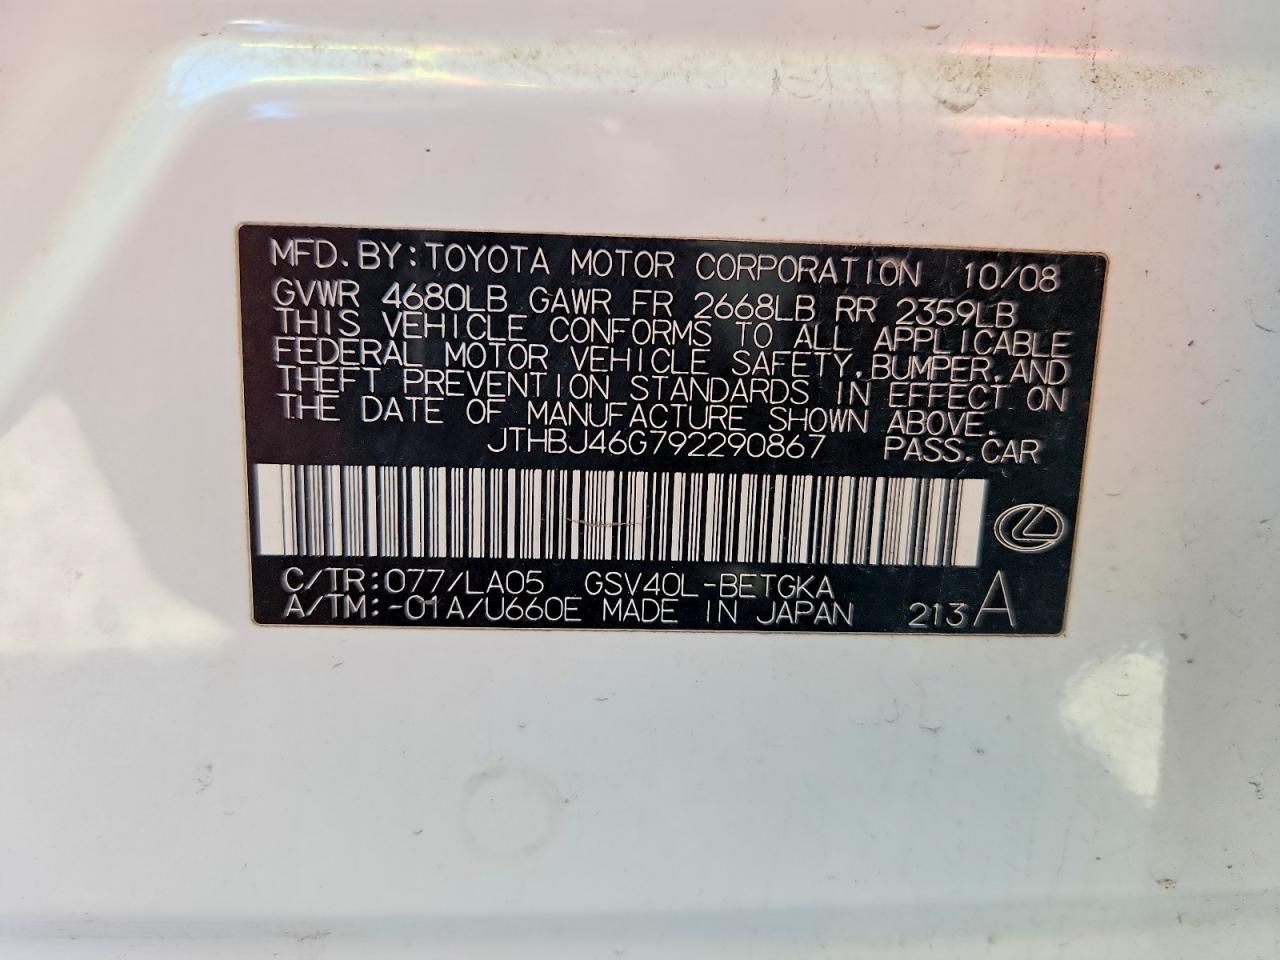 MFD. BY: TOYOTA MOTOR CORPORATION 10/08
GVWR 4680LB GAWR FR 2668LB RR 2359LB
THIS VEHICLE CONFORMS TO ALL APPLICABLE
FEDERAL MOTOR VEHICLE SAFETY, BUMPER, AND
THEFT PREVENTION STANDARDS IN EFFECT ON
THE DATE OF MANUFACTURE SHOWN ABOVE.
JTHBJ46G792290867 PASS. CAR
L
C/TR: 077/LA05 GSV40L-BETGKA
A/TM: -01A/U660E MADE IN JAPAN 213 A